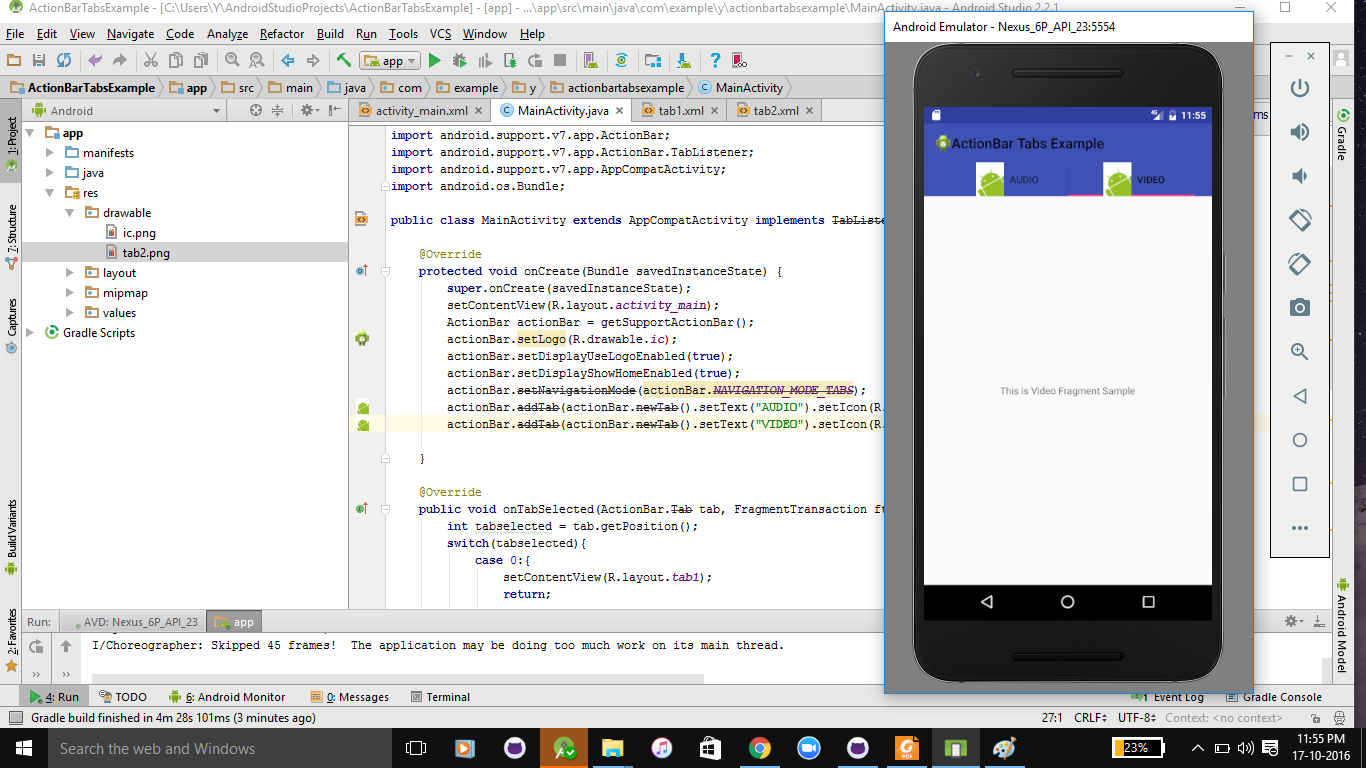 ActionBarTabsExample - [C:\Users\Y\AndroidStudioProjects\ActionBarTabsExample] - [app] - ...\app\src\main\java\com\example\y\actionbartabsexample\MainActivity.java - Android Studio 2.2.1
File Edit View Navigate Code Analyze Refactor Build Run Tools VCS Window Help
app
ActionBarTabsExample app src main java com example y actionbartabsexample MainActivity
Android
activity_main.xml MainActivity.java tab1.xml tab2.xml
1: Project
7: Structure
Captures
Build Variants
2: Favorites
app
manifests
java
res
drawable
ic.png
tab2.png
layout
mipmap
values
Gradle Scripts
import android.support.v7.app.ActionBar;
import android.support.v7.app.ActionBar.TabListener;
import android.support.v7.app.AppCompatActivity;
import android.os.Bundle;
public class MainActivity extends AppCompatActivity implements TabListe
@Override
protected void onCreate(Bundle savedInstanceState) {
super.onCreate(savedInstanceState);
setContentView(R.layout.activity_main);
ActionBar actionBar = getSupportActionBar();
actionBar.setLogo(R.drawable.ic);
actionBar.setDisplayUseLogoEnabled(true);
actionBar.setDisplayShowHomeEnabled(true);
actionBar.setNavigationMode(actionBar.NAVIGATION_MODE_TABS);
actionBar.addTab(actionBar.newTab().setText("AUDIO").setIcon(R.
actionBar.addTab(actionBar.newTab().setText("VIDEO").setIcon(R.
}
@Override
public void onTabSelected(ActionBar.Tab tab, FragmentTransaction ft
int tabselected = tab.getPosition();
switch(tabselected){
case 0:{
setContentView(R.layout.tab1);
return;
Android Emulator - Nexus_6P_API_23:5554
11:55
ActionBar Tabs Example
AUDIO VIDEO
This is Video Fragment Sample
ms
Gradle
Android Model
Run: AVD: Nexus_6P_API_23 app
I/Choreographer: Skipped 45 frames! The application may be doing too much work on its main thread.
4: Run TODO 6: Android Monitor 0: Messages Terminal 1 Event Log Gradle Console
Gradle build finished in 4m 28s 101ms (3 minutes ago) 27:1 CRLF UTF-8 Context: <no context>
Search the web and Windows
23%
11:55 PM
17-10-2016